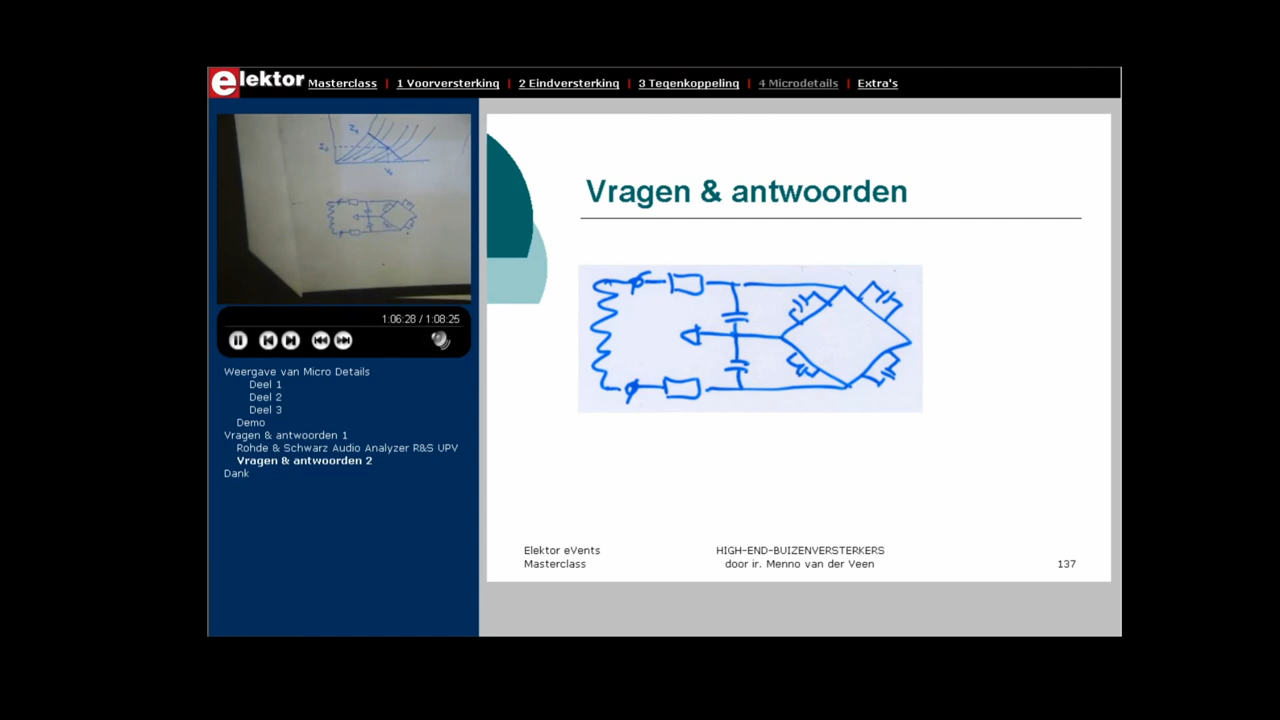 elektor Masterclass | 1 Voorversterking | 2 Eindversterking | 3 Tegenkoppeling | 4 Microdetails | Extra's
1:06:28 / 1:08:25
Weergave van Micro Details
Deel 1
Deel 2
Deel 3
Demo
Vragen & antwoorden 1
Rohde & Schwarz Audio Analyzer R&S UPV
Vragen & antwoorden 2
Dank
Vragen & antwoorden
Elektor eVents
Masterclass
HIGH-END-BUIZENVERSTERKERS
door ir. Menno van der Veen
137